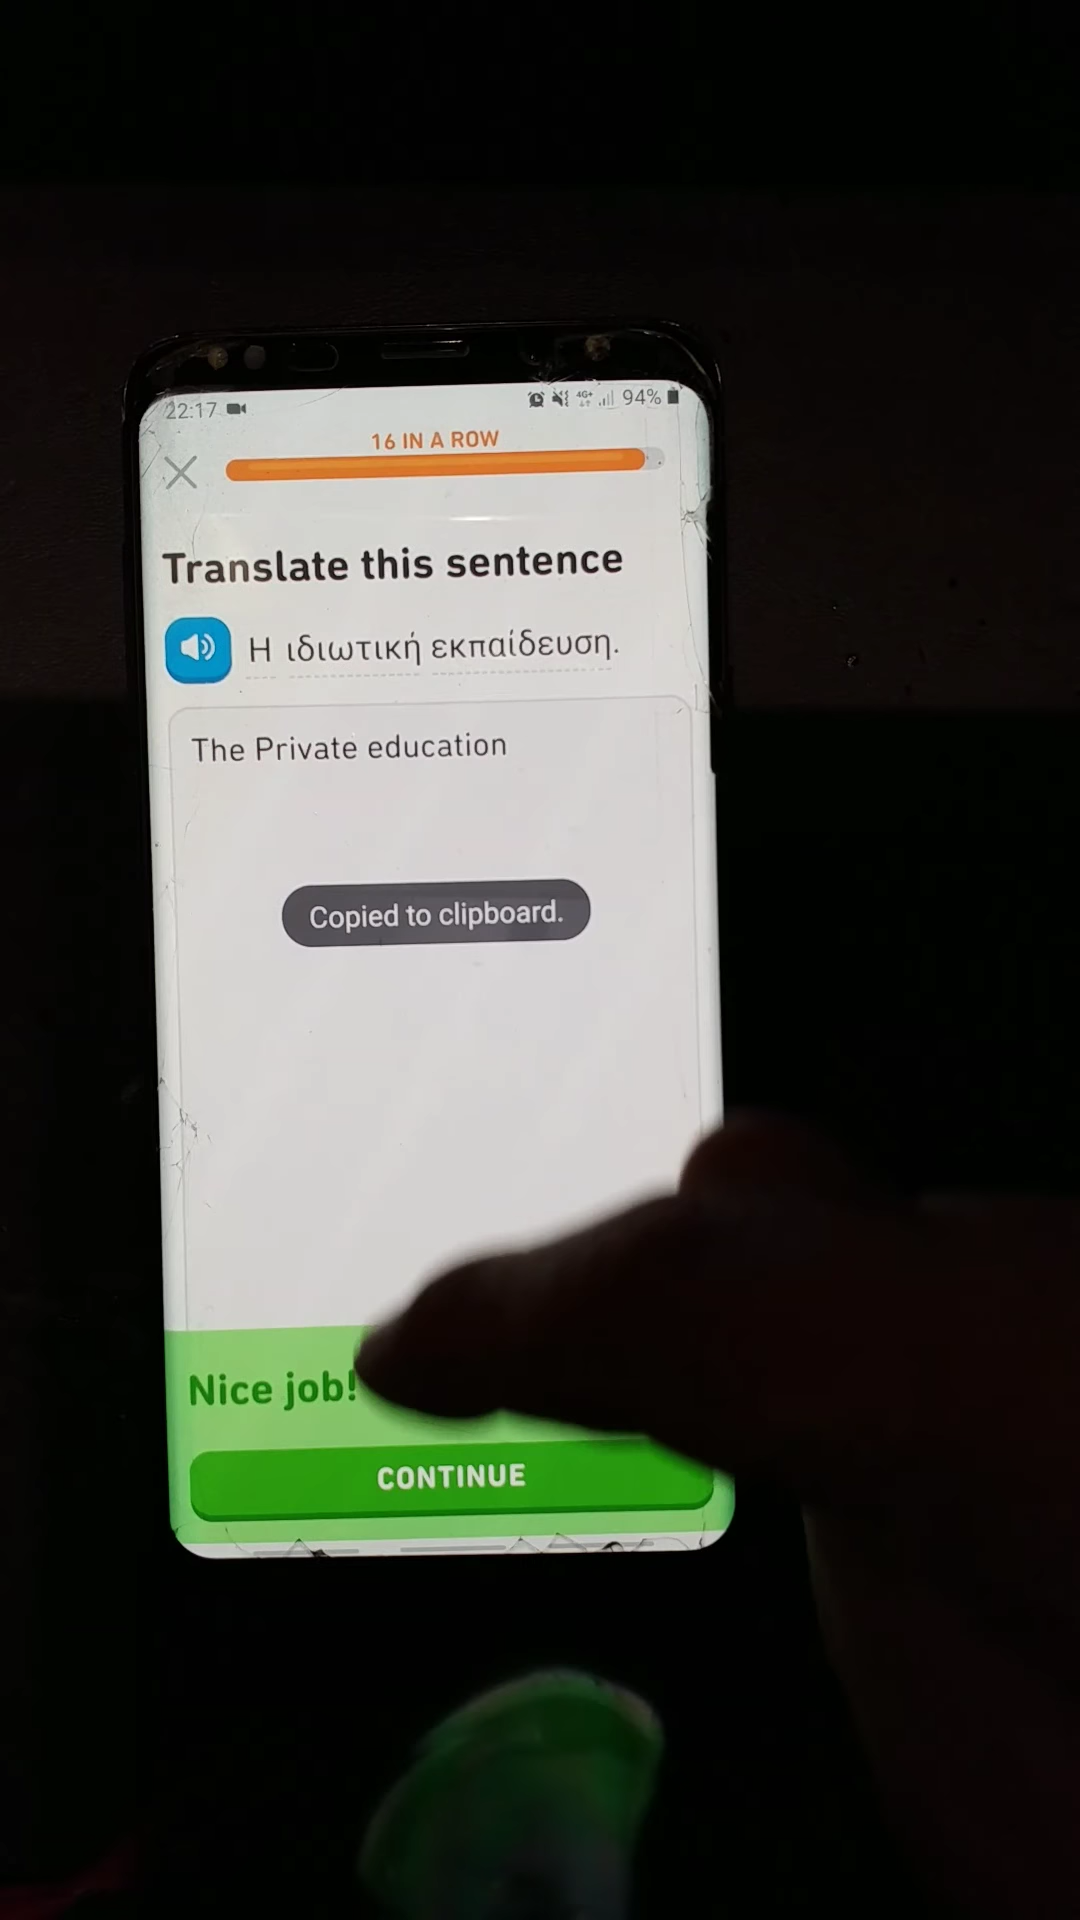 22:17 4G+ 94%
16 IN A ROW
Translate this sentence
Η ιδιωτική εκπαίδευση.
The Private education
Copied to clipboard.
Nice job!
CONTINUE